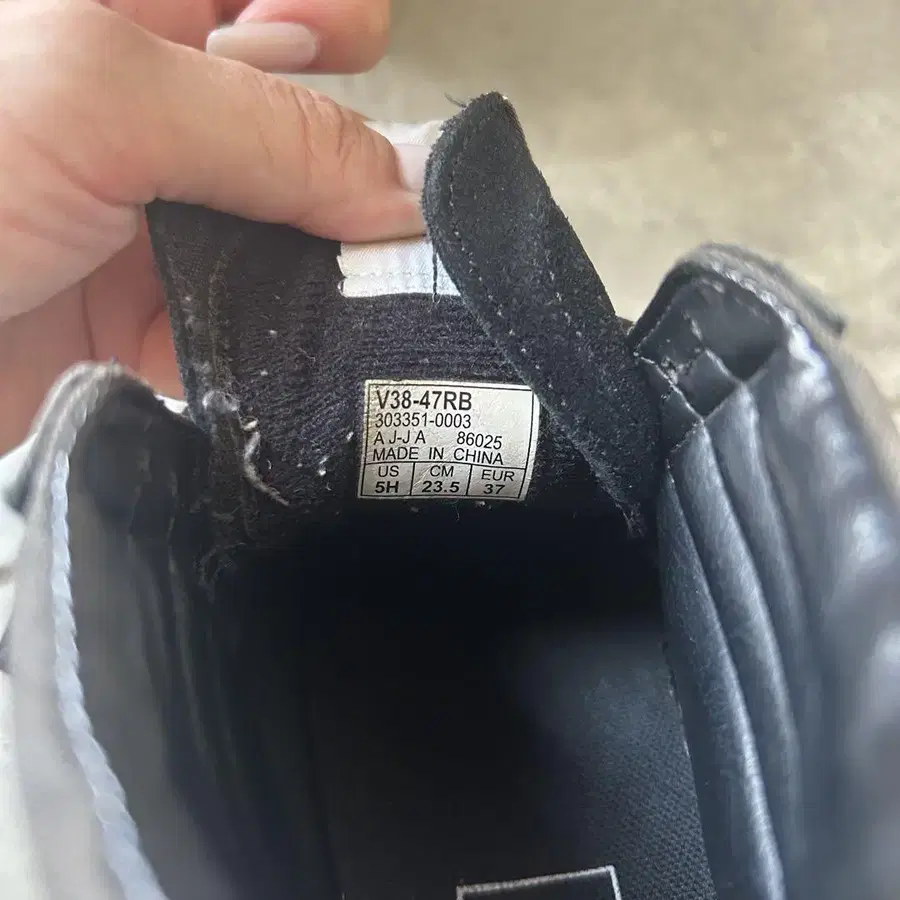 V38-47RB
303351-0003
A J-J A 86025
MADE IN CHINA
US CM EUR
5H 23.5 37